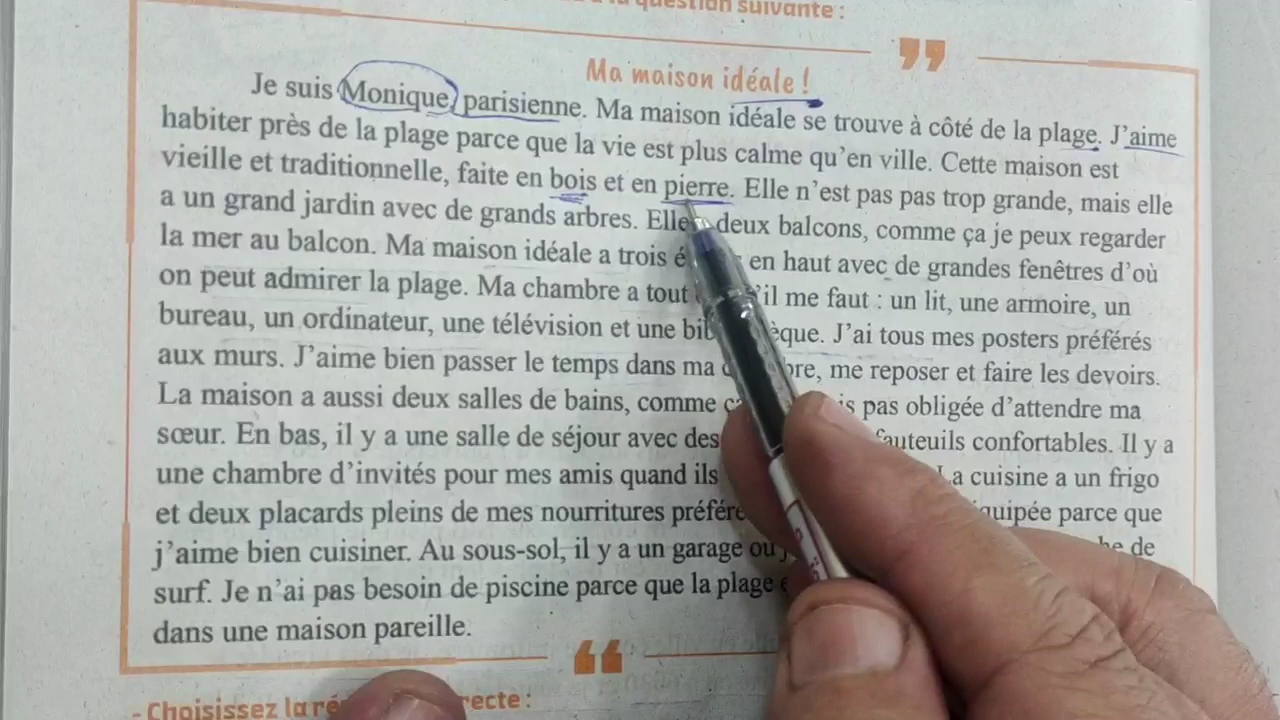 question suivante :
Ma maison idéale !
Je suis Monique, parisienne. Ma maison idéale se trouve à côté de la plage. J'aime
habiter près de la plage parce que la vie est plus calme qu'en ville. Cette maison est
vieille et traditionnelle, faite en bois et en pierre. Elle n'est pas pas trop grande, mais elle
a un grand jardin avec de grands arbres. Elle deux balcons, comme ça je peux regarder
la mer au balcon. Ma maison idéale a trois en haut avec de grandes fenêtres d'où
on peut admirer la plage. Ma chambre a tout il me faut : un lit, une armoire, un
bureau, un ordinateur, une télévision et une J'ai tous mes posters préférés
aux murs. J'aime bien passer le temps dans ma me reposer et faire les devoirs.
La maison a aussi deux salles de bains, comme pas obligée d'attendre ma
sœur. En bas, il y a une salle de séjour avec des fauteuils confortables. Il y a
une chambre d'invités pour mes amis quand ils La cuisine a un frigo
et deux placards pleins de mes nourritures parce que
j'aime bien cuisiner. Au sous-sol, il y a un garage de
surf. Je n'ai pas besoin de piscine parce que la plage
dans une maison pareille.
- Choisissez la